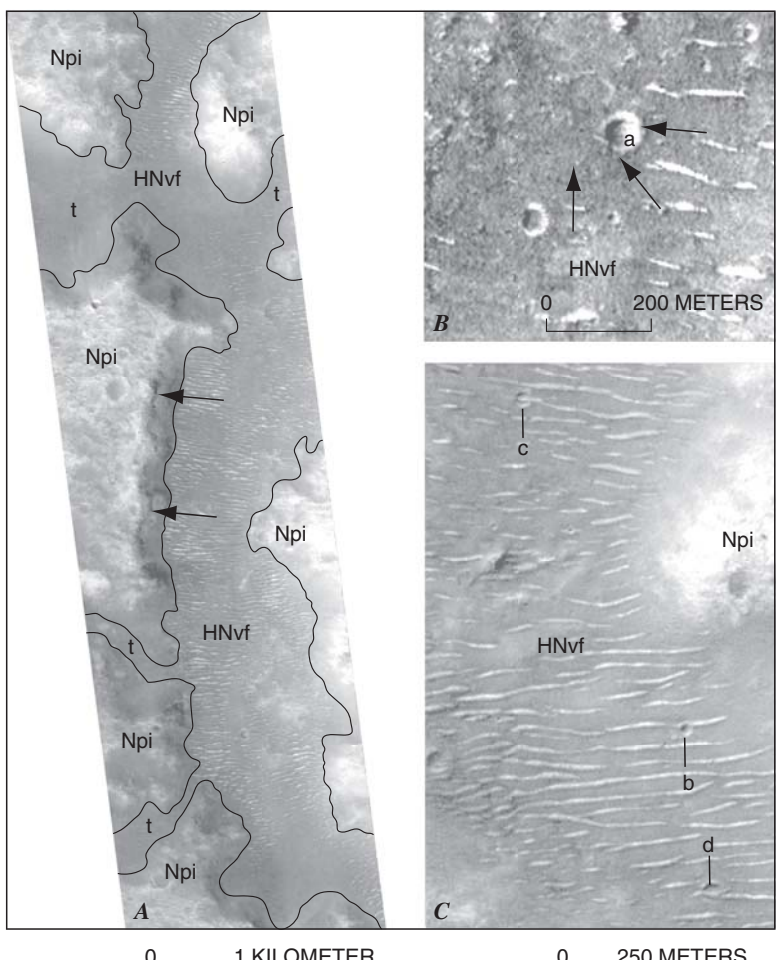 Npi
Npi
HNvf
t
t
Npi
Npi
HNvf
t
Npi
t
Npi
A
a
HNvf
0 200 METERS
B
c
Npi
HNvf
b
d
C
0 1 KILOMETER
0 250 METERS